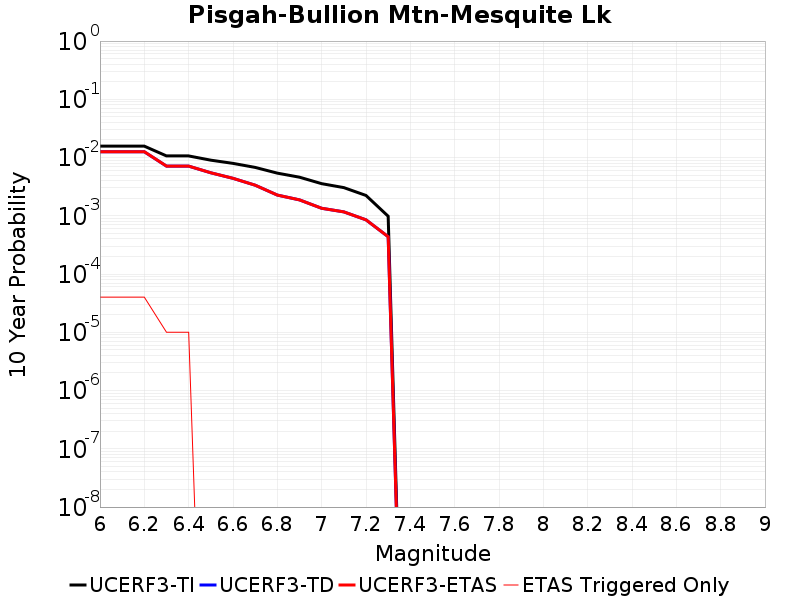 Pisgah-Bullion Mtn-Mesquite Lk
10^0
10^-1
10^-2
10^-3
10^-4
10^-5
10^-6
10^-7
10^-8
10 Year Probability
6 6.2 6.4 6.6 6.8 7 7.2 7.4 7.6 7.8 8 8.2 8.4 8.6 8.8 9
Magnitude
UCERF3-TI UCERF3-TD UCERF3-ETAS ETAS Triggered Only